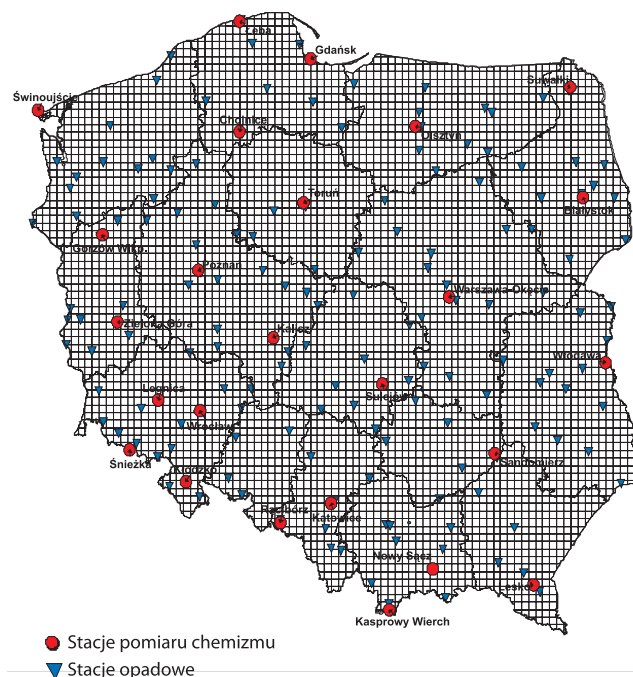 Łeba
Gdańsk
Suwałki
Świnoujście
Chojnice
Olsztyn
Toruń
Białystok
Gorzów Wlkp.
Poznań
Warszawa-Okęcie
Zielona Góra
Kalisz
Włodawa
Legnica
Sulejów
Wrocław
Śnieżka
Kłodzko
Sandomierz
Racibórz
Katowice
Nowy Sącz
Lesko
Kasprowy Wierch
Stacje pomiaru chemizmu
Stacje opadowe